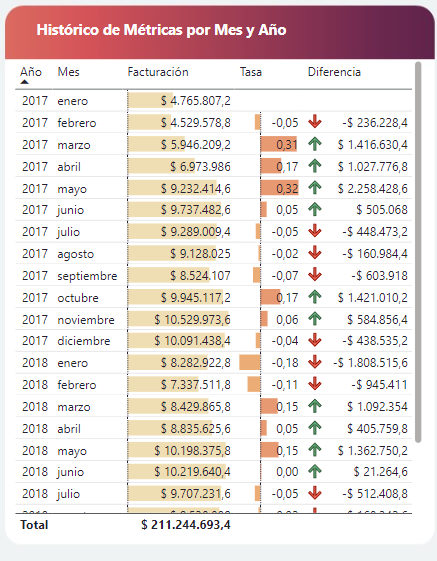 Histórico de Métricas por Mes y Año
Año Mes Facturación Tasa Diferencia
2017 enero $ 4.765.807,2
2017 febrero $ 4.529.578,8 -0,05 -$ 236.228,4
2017 marzo $ 5.946.209,2 0,31 $ 1.416.630,4
2017 abril $ 6.973.986 0,17 $ 1.027.776,8
2017 mayo $ 9.232.414,6 0,32 $ 2.258.428,6
2017 junio $ 9.737.482,6 0,05 $ 505.068
2017 julio $ 9.289.009,4 -0,05 -$ 448.473,2
2017 agosto $ 9.128.025 -0,02 -$ 160.984,4
2017 septiembre $ 8.524.107 -0,07 -$ 603.918
2017 octubre $ 9.945.117,2 0,17 $ 1.421.010,2
2017 noviembre $ 10.529.973,6 0,06 $ 584.856,4
2017 diciembre $ 10.091.438,4 -0,04 -$ 438.535,2
2018 enero $ 8.282.922,8 -0,18 -$ 1.808.515,6
2018 febrero $ 7.337.511,8 -0,11 -$ 945.411
2018 marzo $ 8.429.865,8 0,15 $ 1.092.354
2018 abril $ 8.835.625,6 0,05 $ 405.759,8
2018 mayo $ 10.198.375,8 0,15 $ 1.362.750,2
2018 junio $ 10.219.640,4 0,00 $ 21.264,6
2018 julio $ 9.707.231,6 -0,05 -$ 512.408,8
Total $ 211.244.693,4